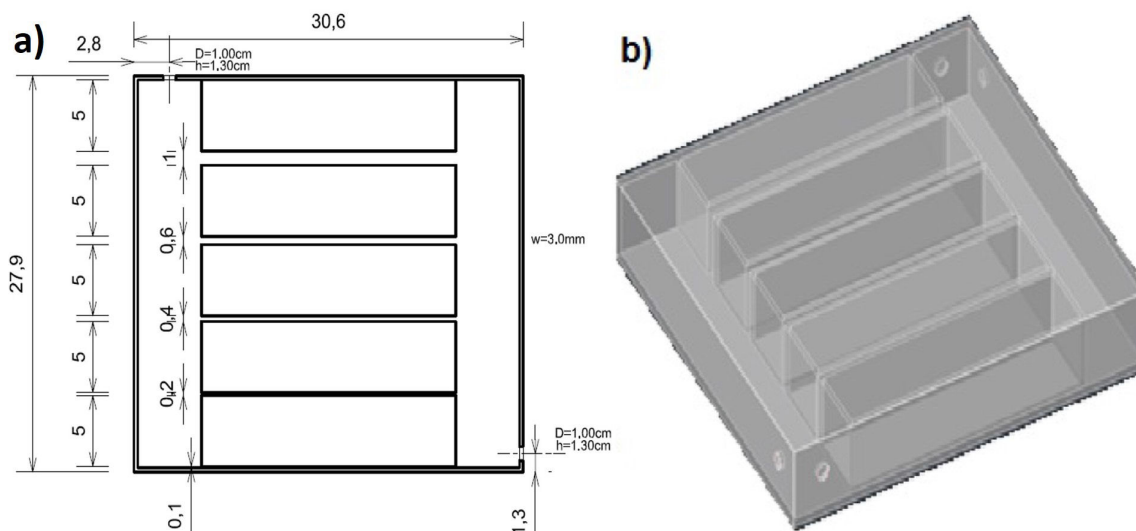 a)
30,6
2,8
D=1,00cm
h=1.30cm
b)
5
1
5
0,6
5
0,4
5
0,2
5
27,9
w=3.0mm
D=1,00cm
h=1.30cm
0,1
1,3